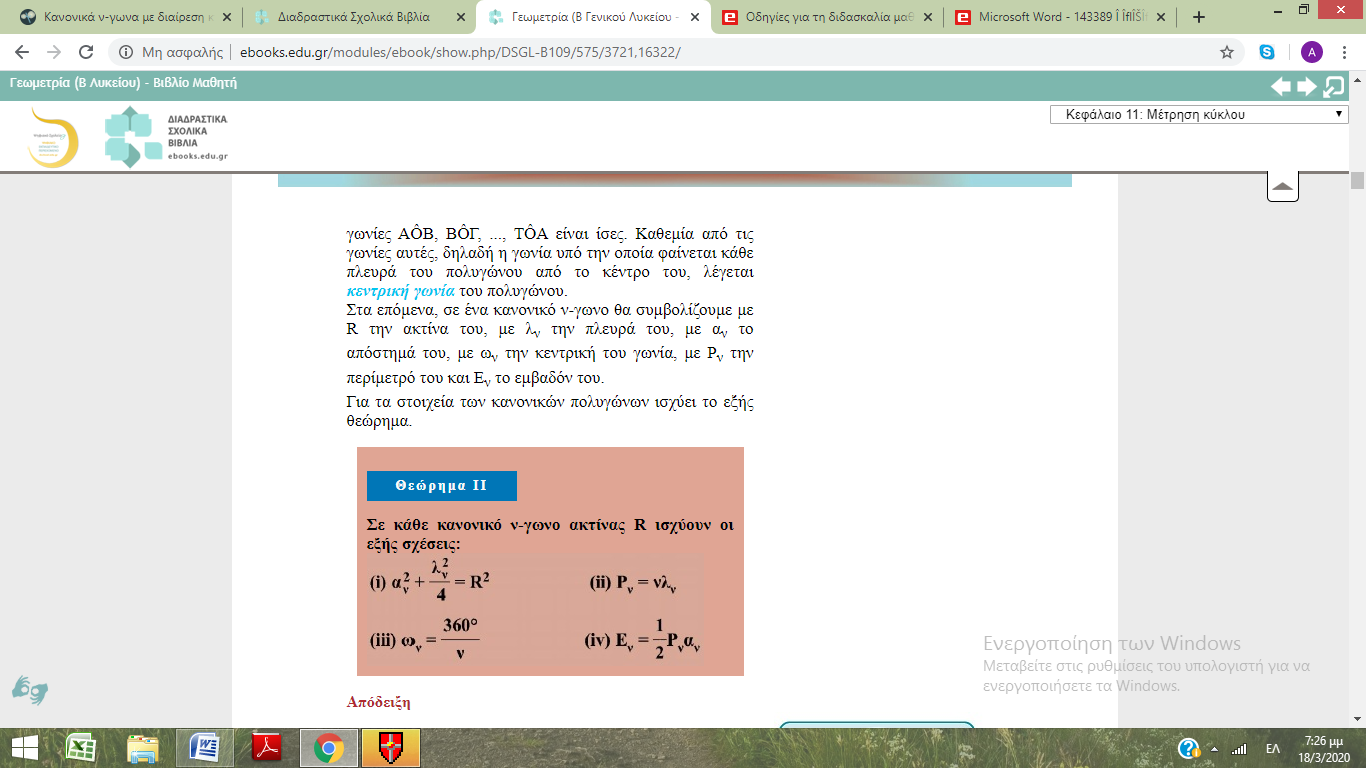 Κανονικά ν-γωνα με διαίρεση κ
Διαδραστικά Σχολικά Βιβλία
Γεωμετρία (Β Γενικού Λυκείου -
Οδηγίες για τη διδασκαλία μαθ
Microsoft Word - 143389
Μη ασφαλής
ebooks.edu.gr/modules/ebook/show.php/DSGL-B109/575/3721,16322/
A
Γεωμετρία (Β Λυκείου) - Βιβλίο Μαθητή
ΔΙΑΔΡΑΣΤΙΚΑ
ΣΧΟΛΙΚΑ
ΒΙΒΛΙΑ
ebooks.edu.gr
Κεφάλαιο 11: Μέτρηση κύκλου
γωνίες ΑÔΒ, ΒÔΓ, ..., ΤÔΑ είναι ίσες. Καθεμία από τις
γωνίες αυτές, δηλαδή η γωνία υπό την οποία φαίνεται κάθε
πλευρά του πολυγώνου από το κέντρο του, λέγεται
κεντρική γωνία του πολυγώνου.
Στα επόμενα, σε ένα κανονικό ν-γωνο θα συμβολίζουμε με
R την ακτίνα του, με λν την πλευρά του, με αν το
απόστημά του, με ων την κεντρική του γωνία, με Ρν την
περίμετρό του και Εν το εμβαδόν του.
Για τα στοιχεία των κανονικών πολυγώνων ισχύει το εξής
θεώρημα.
Θεώρημα ΙΙ
Σε κάθε κανονικό ν-γωνο ακτίνας R ισχύουν οι
εξής σχέσεις:
(i) αν² + λν²/4 = R² (ii) Ρν = νλν
(iii) ων = 360°/ν (iv) Εν = 1/2 Ρναν
Απόδειξη
Ενεργοποίηση των Windows
Μεταβείτε στις ρυθμίσεις του υπολογιστή για να
ενεργοποιήσετε τα Windows.
ΕΛ
7:26 μμ
18/3/2020